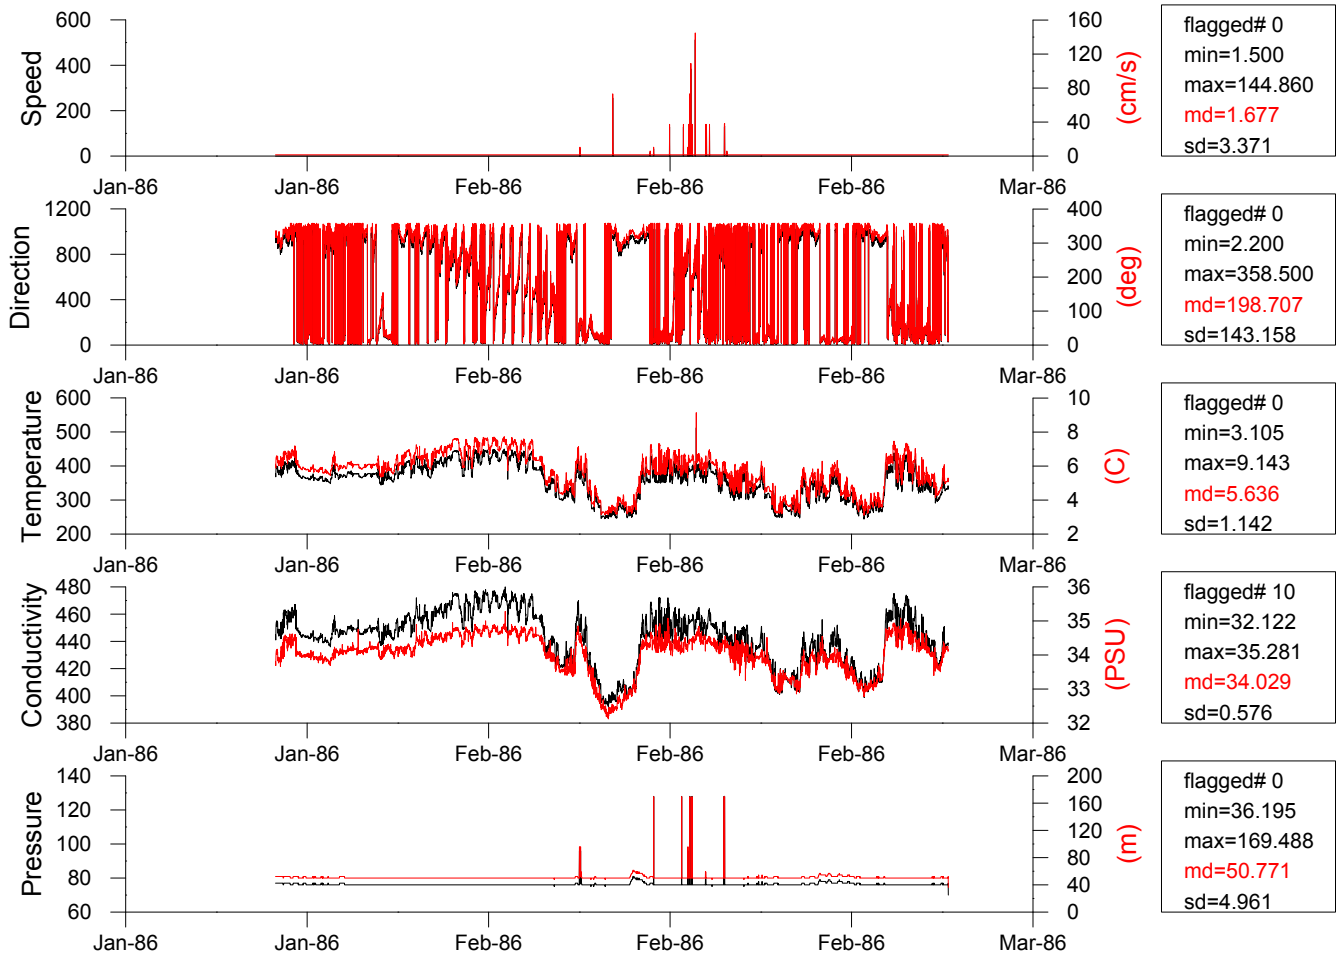 600
400
200
0
Speed
160
120
80
40
0
(cm/s)
Jan-86 Jan-86 Feb-86 Feb-86 Feb-86 Mar-86
flagged# 0
min=1.500
max=144.860
md=1.677
sd=3.371
1200
800
400
0
Direction
400
300
200
100
0
(deg)
Jan-86 Jan-86 Feb-86 Feb-86 Feb-86 Mar-86
flagged# 0
min=2.200
max=358.500
md=198.707
sd=143.158
600
500
400
300
200
Temperature
10
8
6
4
2
(C)
Jan-86 Jan-86 Feb-86 Feb-86 Feb-86 Mar-86
flagged# 0
min=3.105
max=9.143
md=5.636
sd=1.142
480
460
440
420
400
380
Conductivity
36
35
34
33
32
(PSU)
Jan-86 Jan-86 Feb-86 Feb-86 Feb-86 Mar-86
flagged# 10
min=32.122
max=35.281
md=34.029
sd=0.576
140
120
100
80
60
Pressure
200
160
120
80
40
0
(m)
Jan-86 Jan-86 Feb-86 Feb-86 Feb-86 Mar-86
flagged# 0
min=36.195
max=169.488
md=50.771
sd=4.961